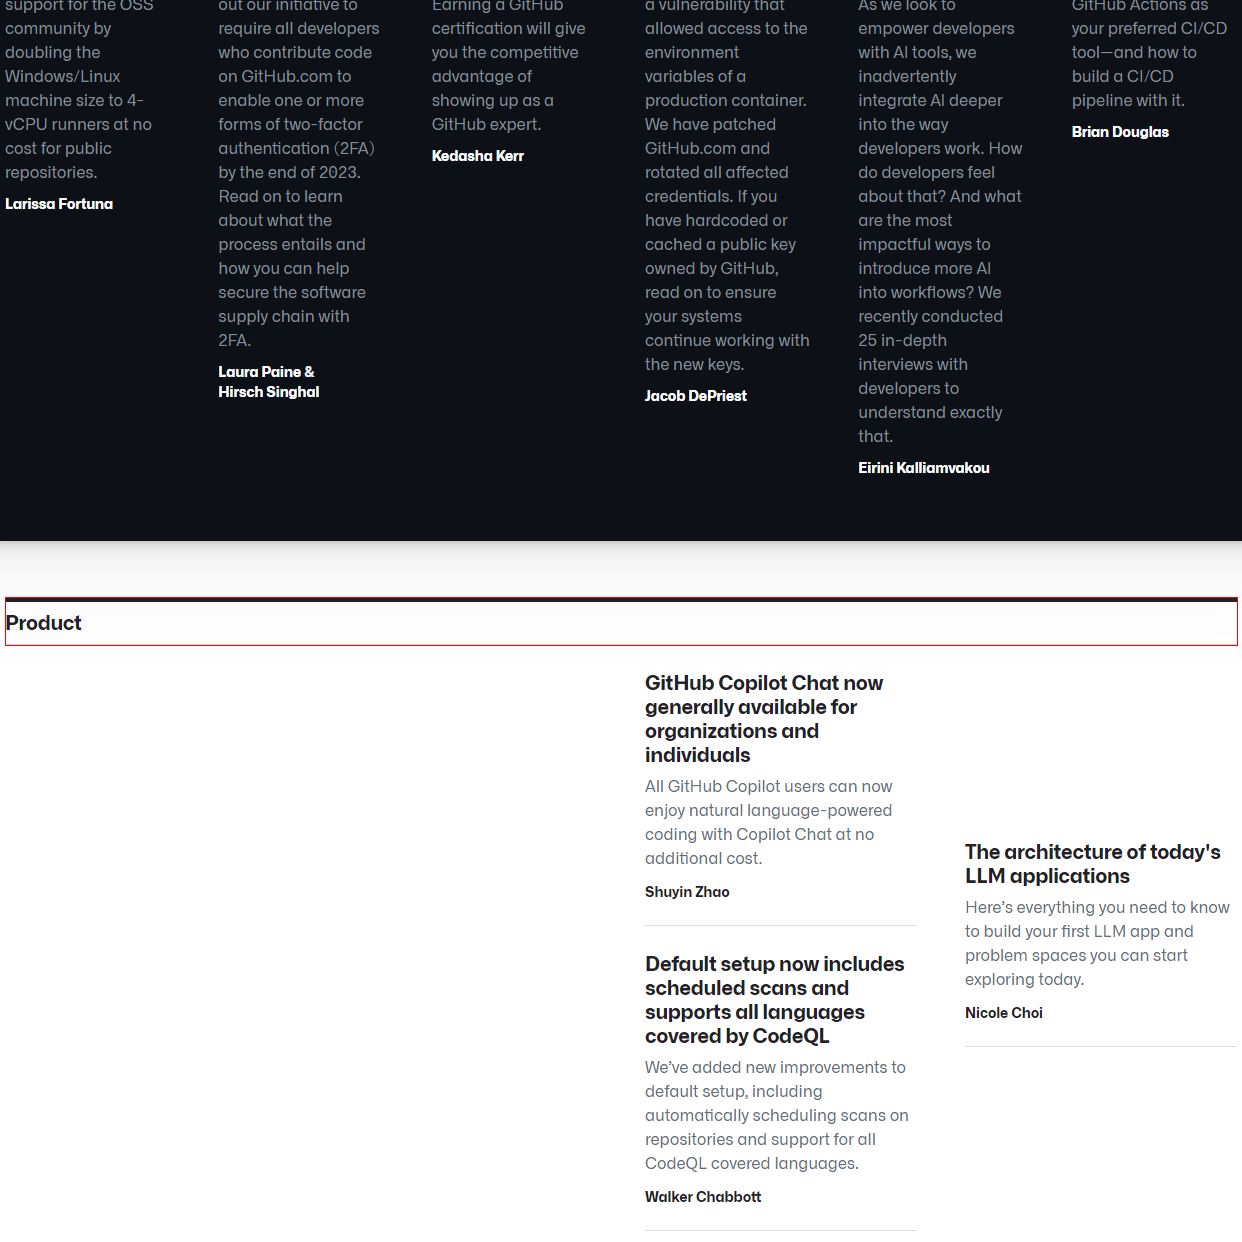 support for the OSS
community by
doubling the
Windows/Linux
machine size to 4-
vCPU runners at no
cost for public
repositories.
Larissa Fortuna
out our initiative to
require all developers
who contribute code
on GitHub.com to
enable one or more
forms of two-factor
authentication (2FA)
by the end of 2023.
Read on to learn
about what the
process entails and
how you can help
secure the software
supply chain with
2FA.
Laura Paine &
Hirsch Singhal
Earning a GitHub
certification will give
you the competitive
advantage of
showing up as a
GitHub expert.
Kedasha Kerr
a vulnerability that
allowed access to the
environment
variables of a
production container.
We have patched
GitHub.com and
rotated all affected
credentials. If you
have hardcoded or
cached a public key
owned by GitHub,
read on to ensure
your systems
continue working with
the new keys.
Jacob DePriest
As we look to
empower developers
with AI tools, we
inadvertently
integrate AI deeper
into the way
developers work. How
do developers feel
about that? And what
are the most
impactful ways to
introduce more AI
into workflows? We
recently conducted
25 in-depth
interviews with
developers to
understand exactly
that.
Eirini Kalliamvakou
GitHub Actions as
your preferred CI/CD
tool—and how to
build a CI/CD
pipeline with it.
Brian Douglas
Product
GitHub Copilot Chat now
generally available for
organizations and
individuals
All GitHub Copilot users can now
enjoy natural language-powered
coding with Copilot Chat at no
additional cost.
Shuyin Zhao
Default setup now includes
scheduled scans and
supports all languages
covered by CodeQL
We’ve added new improvements to
default setup, including
automatically scheduling scans on
repositories and support for all
CodeQL covered languages.
Walker Chabbott
The architecture of today's
LLM applications
Here’s everything you need to know
to build your first LLM app and
problem spaces you can start
exploring today.
Nicole Choi